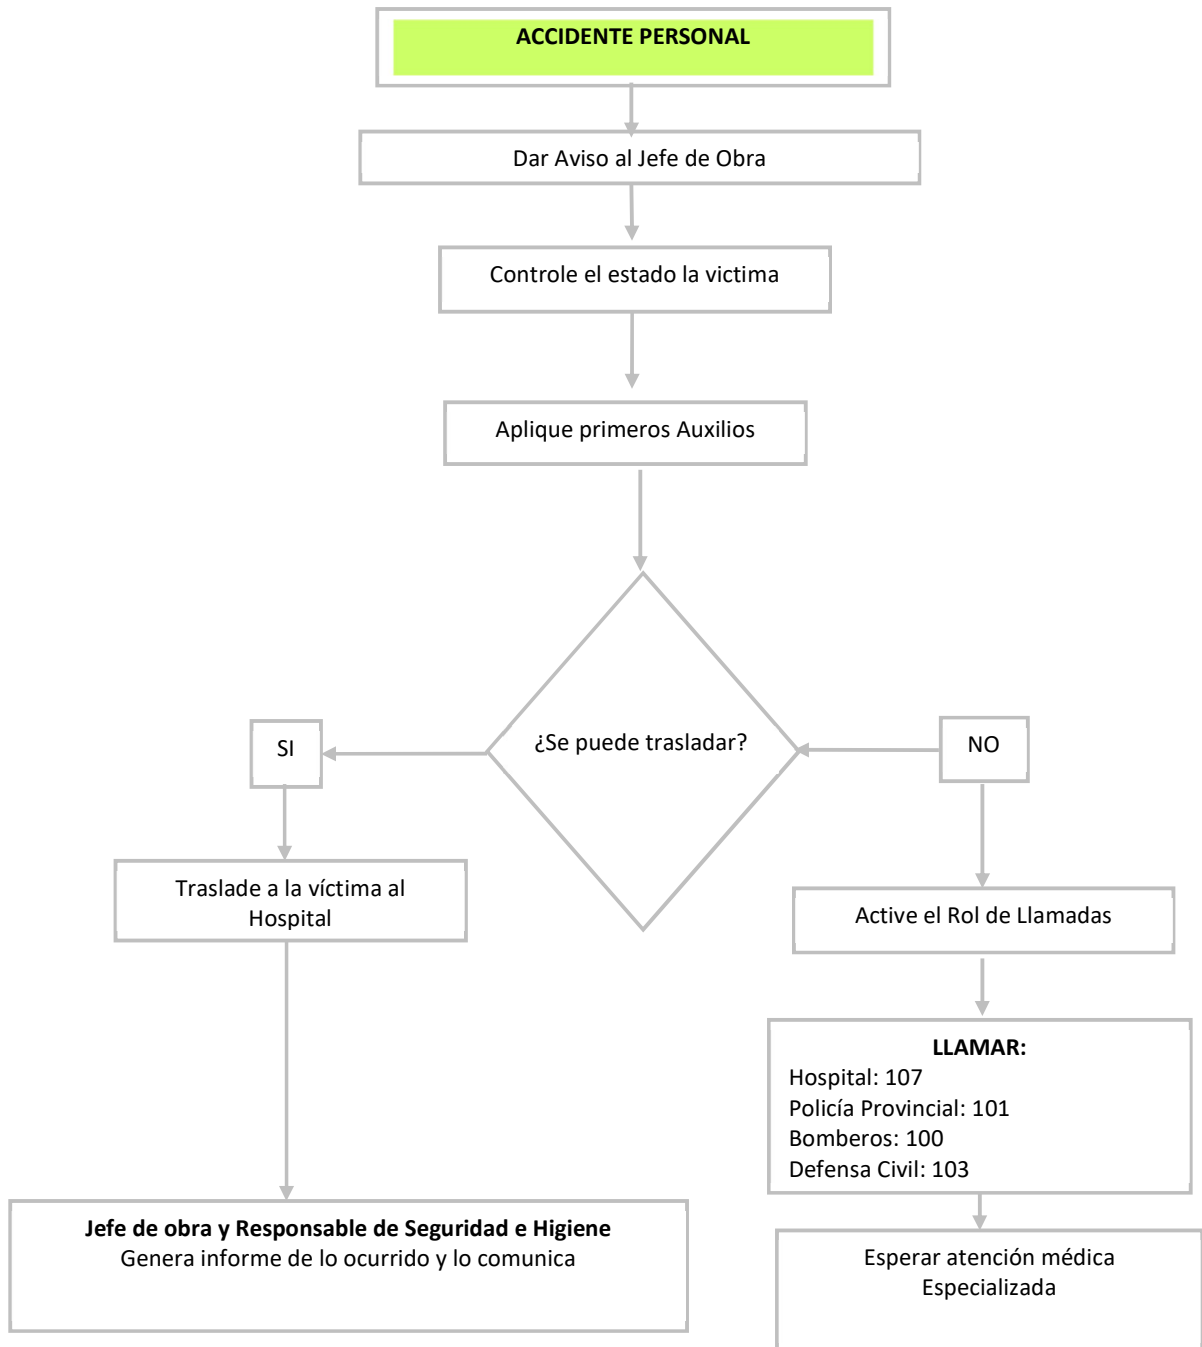 ACCIDENTE PERSONAL
Dar Aviso al Jefe de Obra
Controle el estado la victima
Aplique primeros Auxilios
¿Se puede trasladar?
SI
NO
Traslade a la víctima al
Hospital
Active el Rol de Llamadas
LLAMAR:
Hospital: 107
Policía Provincial: 101
Bomberos: 100
Defensa Civil: 103
Jefe de obra y Responsable de Seguridad e Higiene
Genera informe de lo ocurrido y lo comunica
Esperar atención médica
Especializada